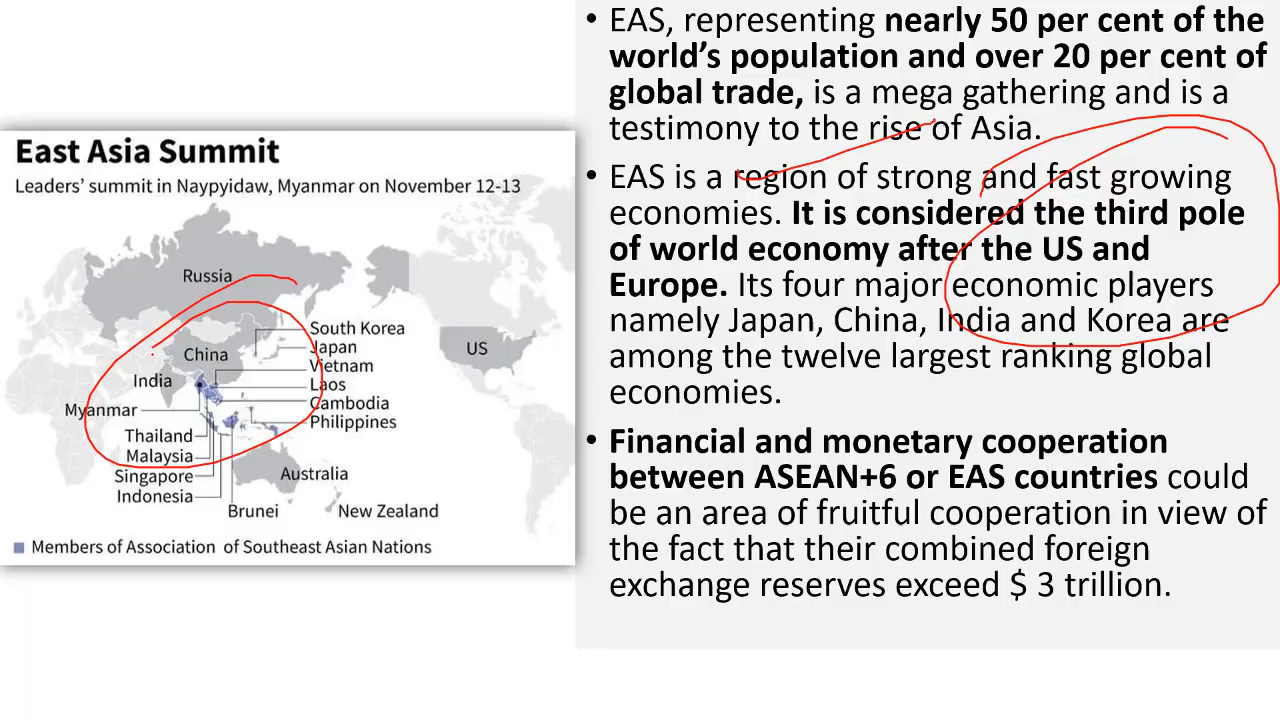 East Asia Summit
Leaders' summit in Naypyidaw, Myanmar on November 12-13
Russia
South Korea
China
Japan
US
Vietnam
India
Laos
Myanmar
Cambodia
Philippines
Thailand
Malaysia
Singapore
Australia
Indonesia
Brunei
New Zealand
Members of Association of Southeast Asian Nations
• EAS, representing nearly 50 per cent of the
world's population and over 20 per cent of
global trade, is a mega gathering and is a
testimony to the rise of Asia.
• EAS is a region of strong and fast growing
economies. It is considered the third pole
of world economy after the US and
Europe. Its four major economic players
namely Japan, China, India and Korea are
among the twelve largest ranking global
economies.
• Financial and monetary cooperation
between ASEAN+6 or EAS countries could
be an area of fruitful cooperation in view of
the fact that their combined foreign
exchange reserves exceed $ 3 trillion.